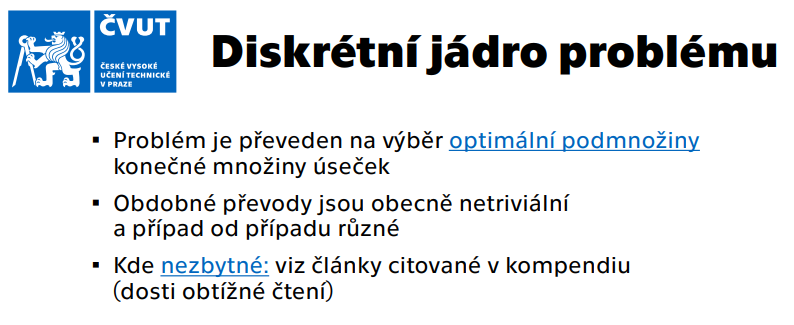 ČVUT
ČESKÉ VYSOKÉ
UČENÍ TECHNICKÉ
V PRAZE
Diskrétní jádro problému
▪ Problém je převeden na výběr optimální podmnožiny
konečné množiny úseček
▪ Obdobné převody jsou obecně netriviální
a případ od případu různé
▪ Kde nezbytné: viz články citované v kompendiu
(dosti obtížné čtení)